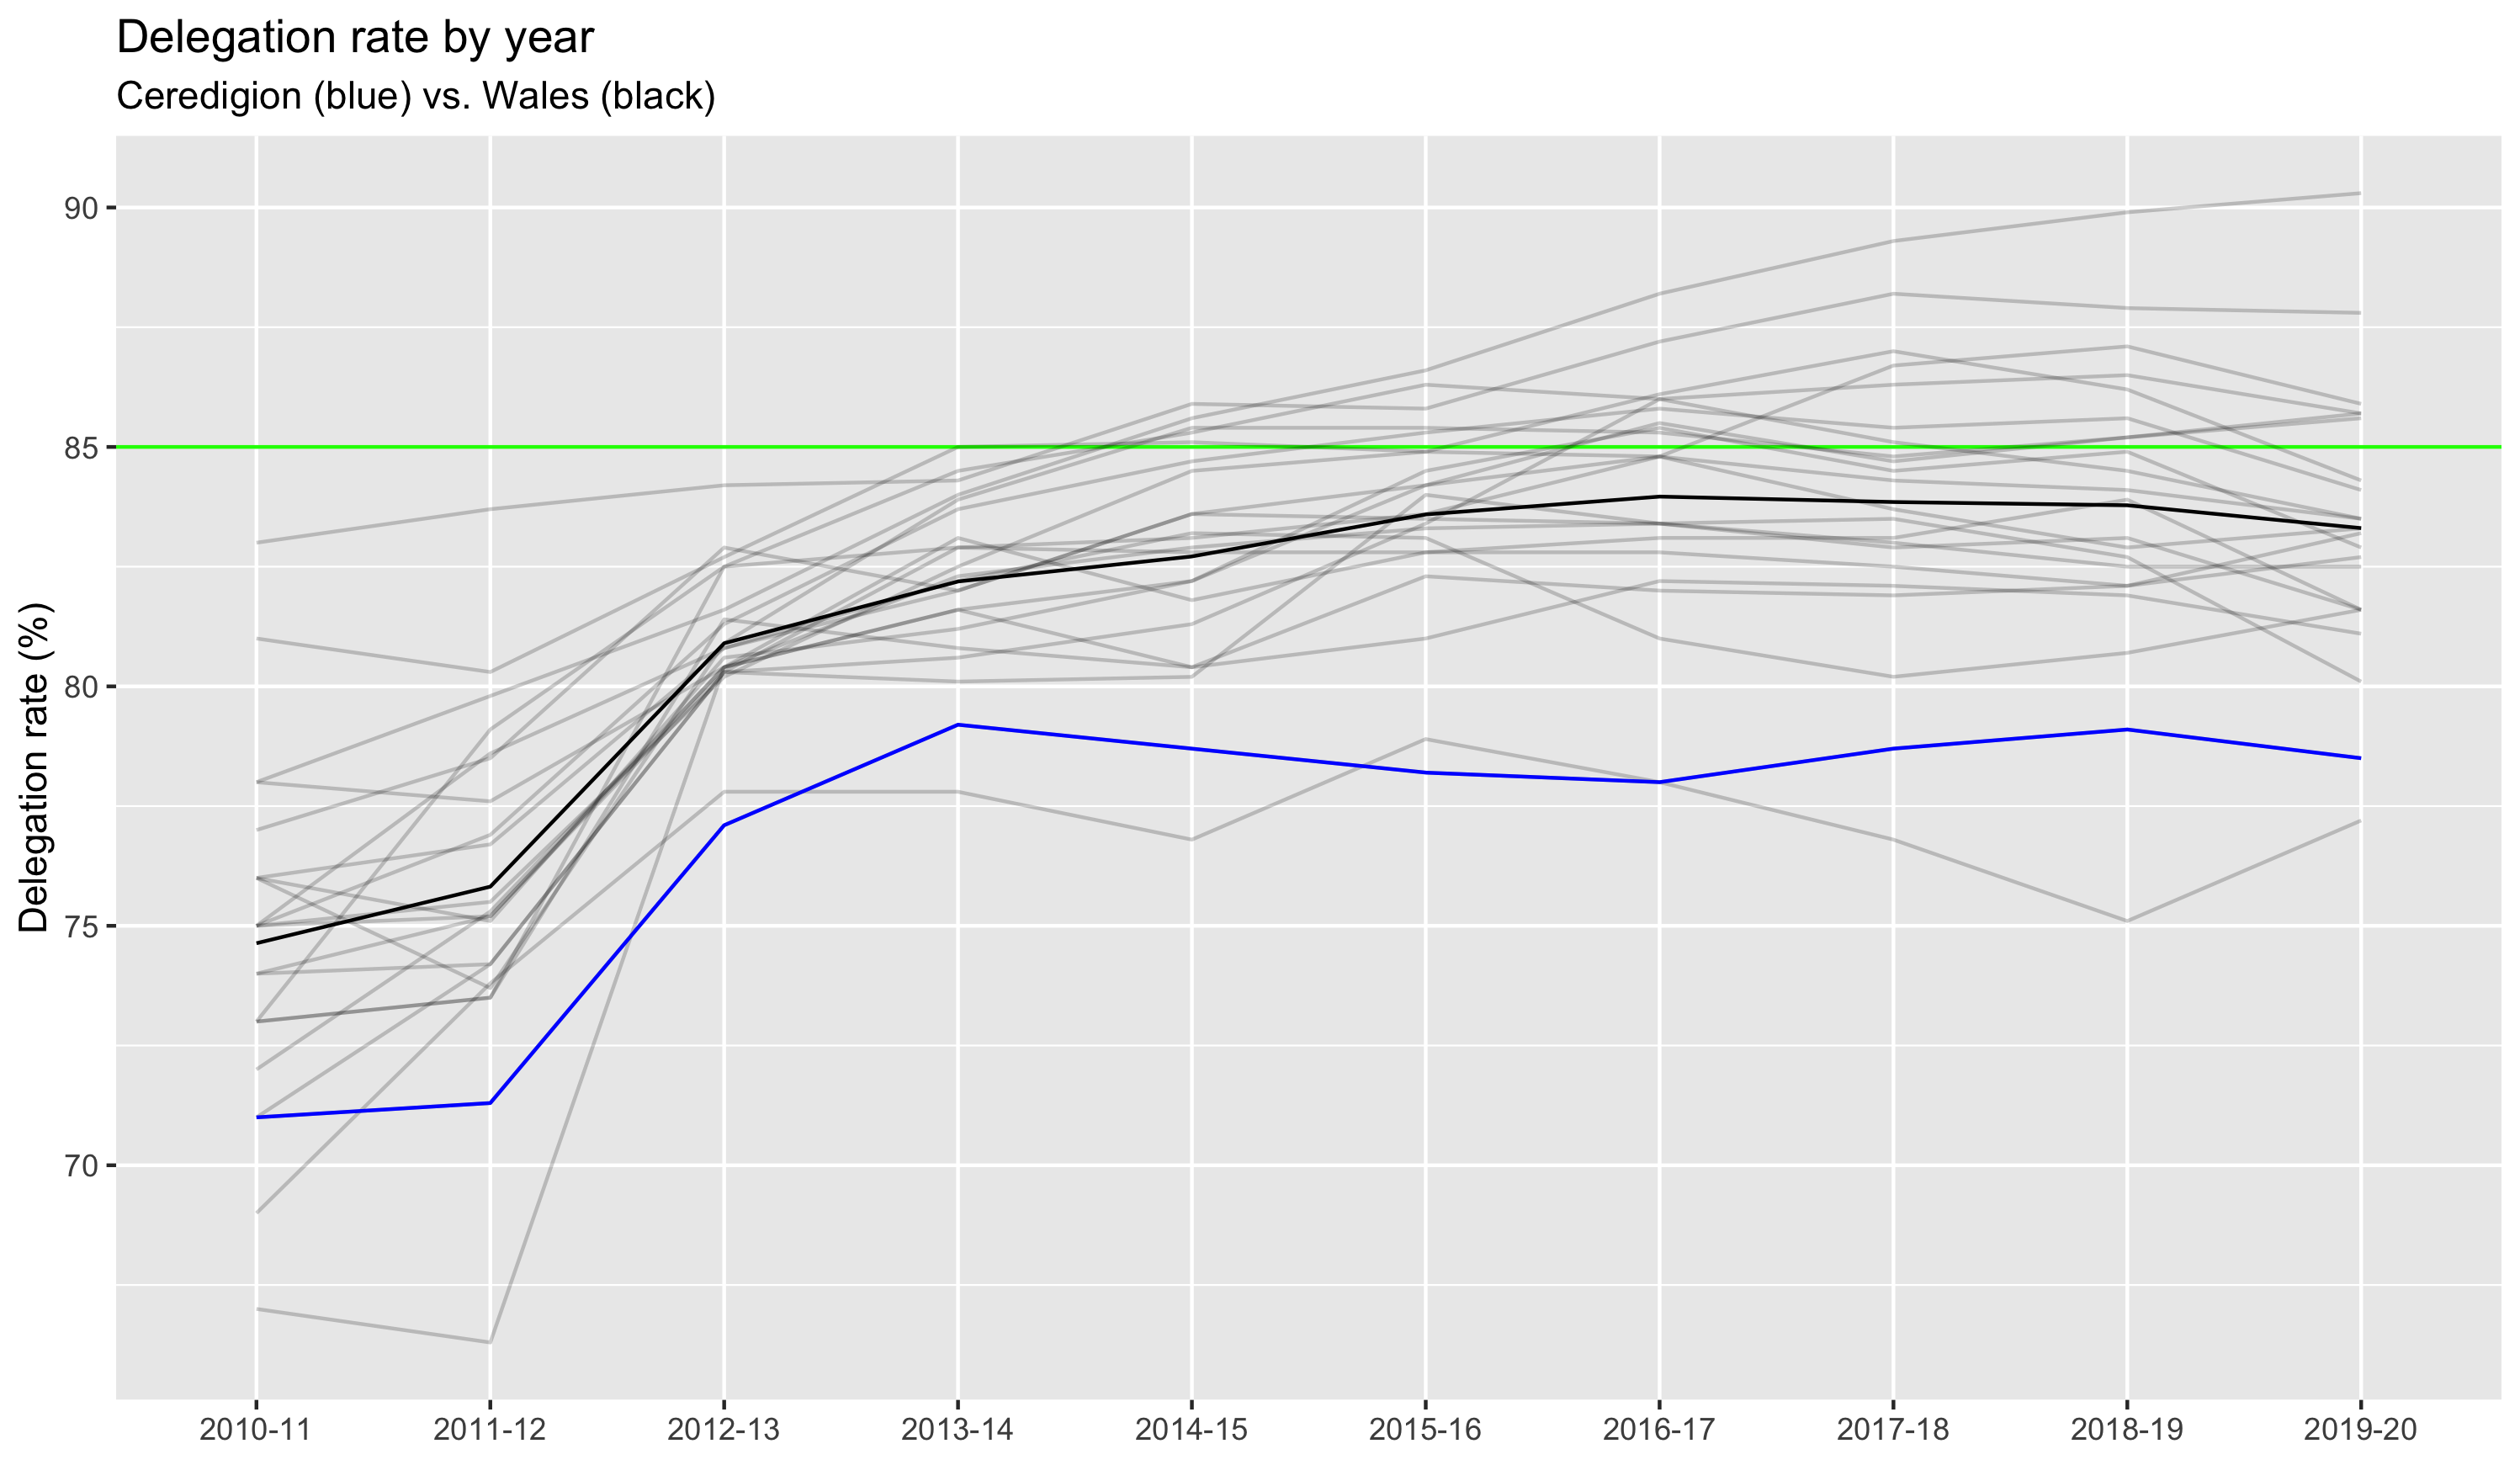 Delegation rate by year
Ceredigion (blue) vs. Wales (black)
Delegation rate (%)
90
85
80
75
70
2010-11 2011-12 2012-13 2013-14 2014-15 2015-16 2016-17 2017-18 2018-19 2019-20